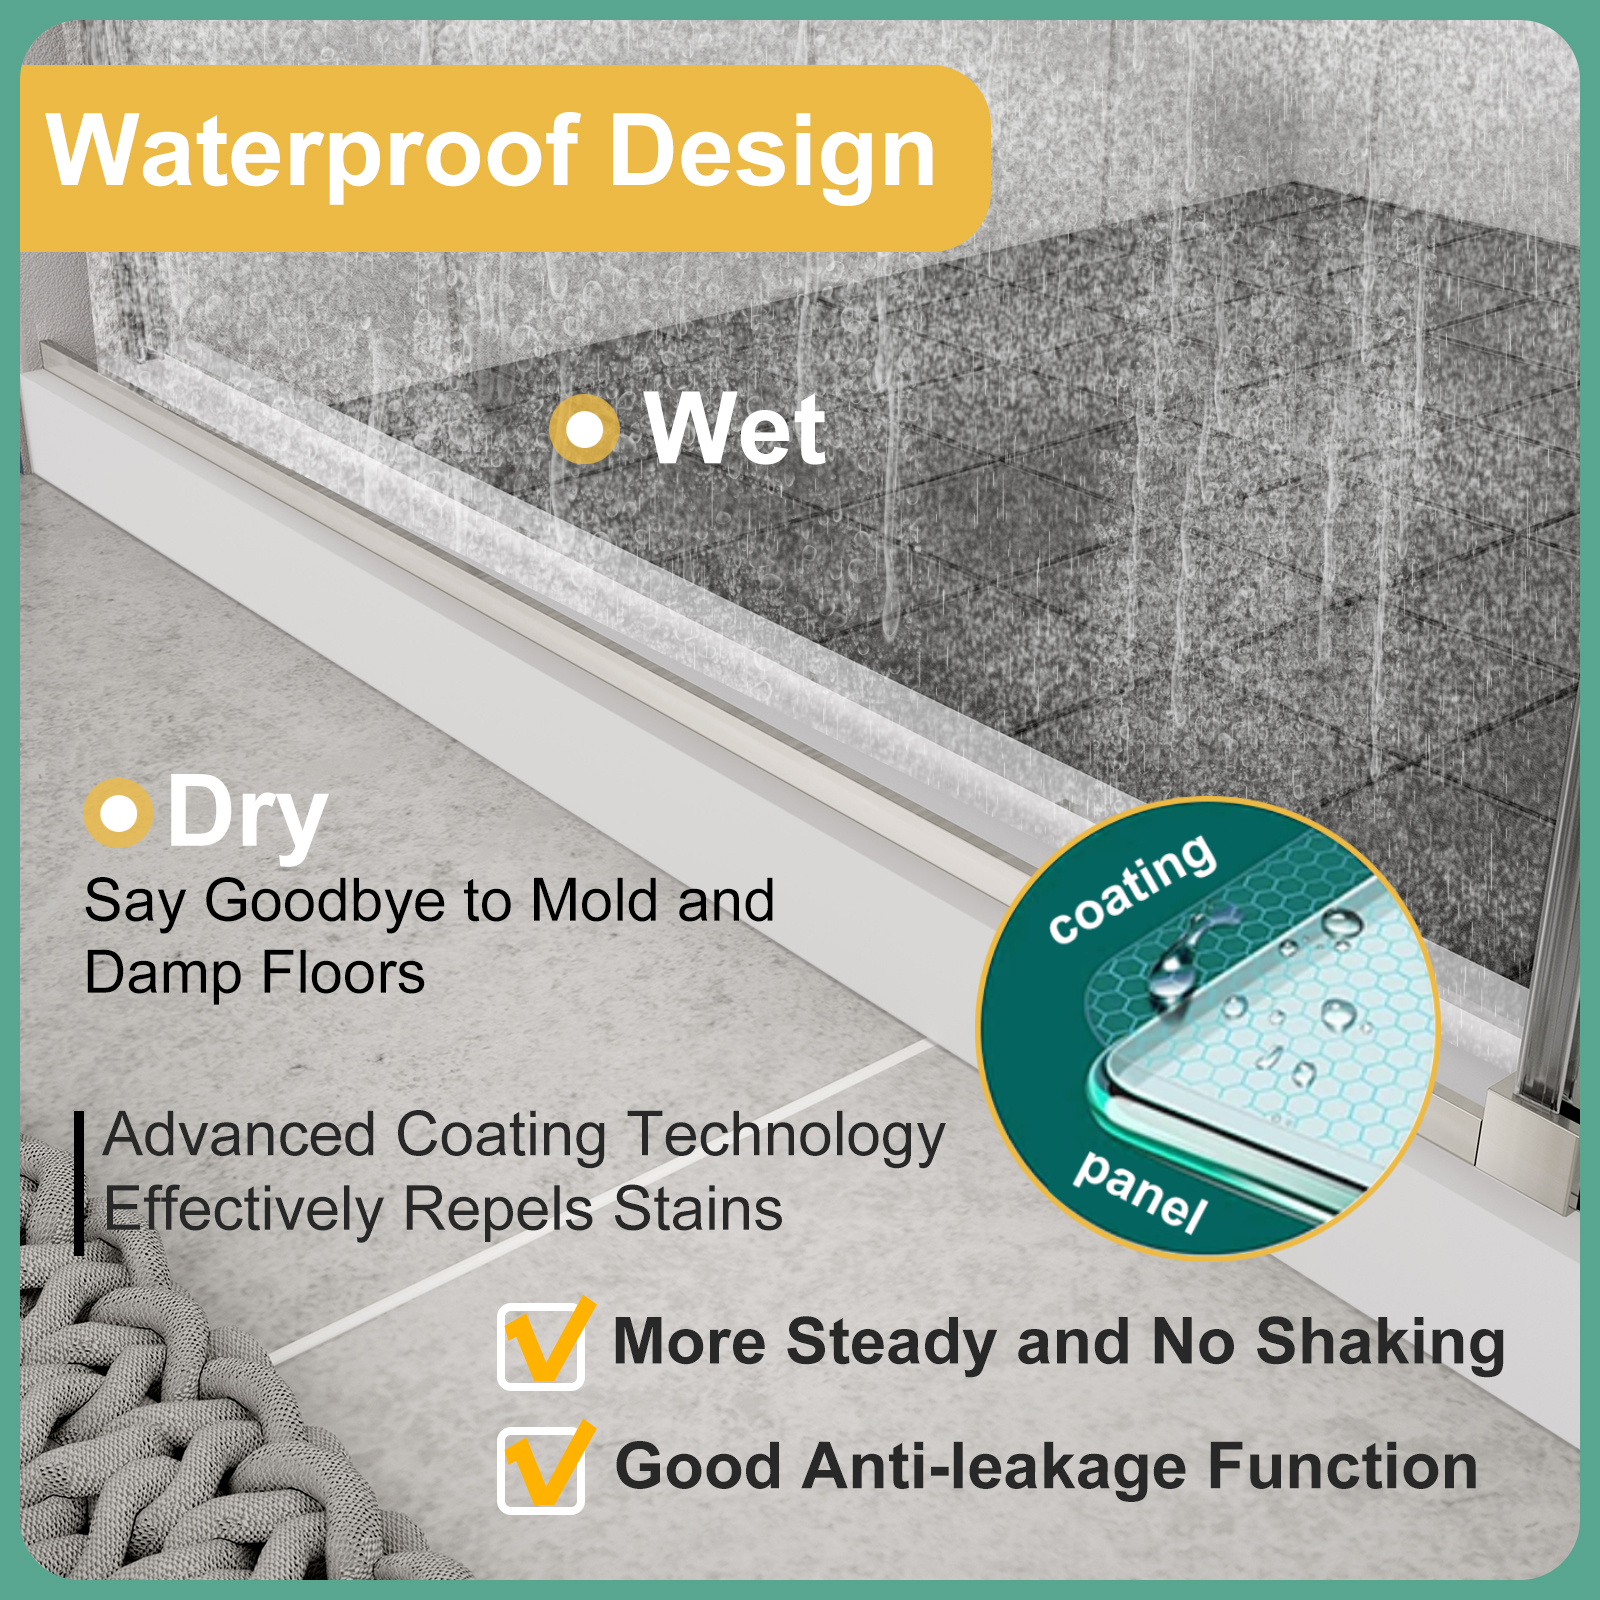 Waterproof Design
Wet
Dry
Say Goodbye to Mold and
Damp Floors
coating
panel
Advanced Coating Technology
Effectively Repels Stains
More Steady and No Shaking
Good Anti-leakage Function